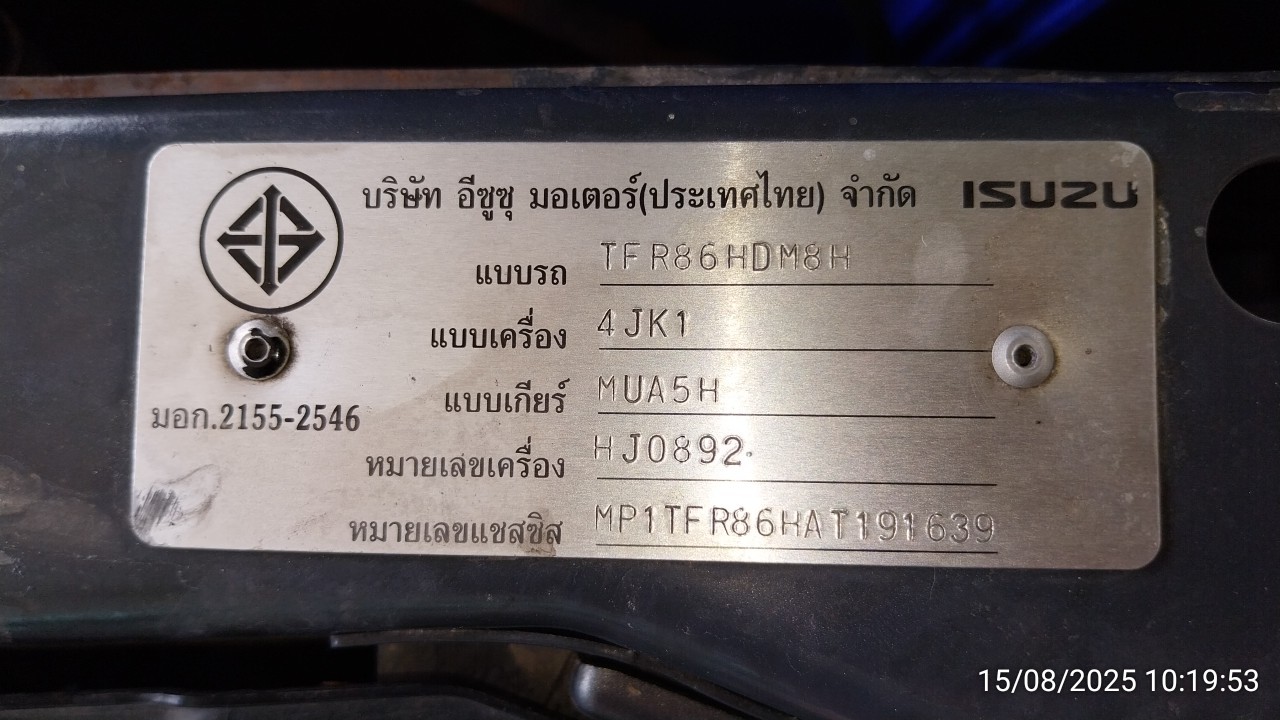 บริษัท อีซูซุ มอเตอร์(ประเทศไทย) จำกัด ISUZU
แบบรถ TFR86HDM8H
แบบเครื่อง 4JK1
แบบเกียร์ MUA5H
มอก.2155-2546
หมายเลขเครื่อง HJ0892
หมายเลขแชสซิส MP1TFR86HAT191639
15/08/2025 10:19:53